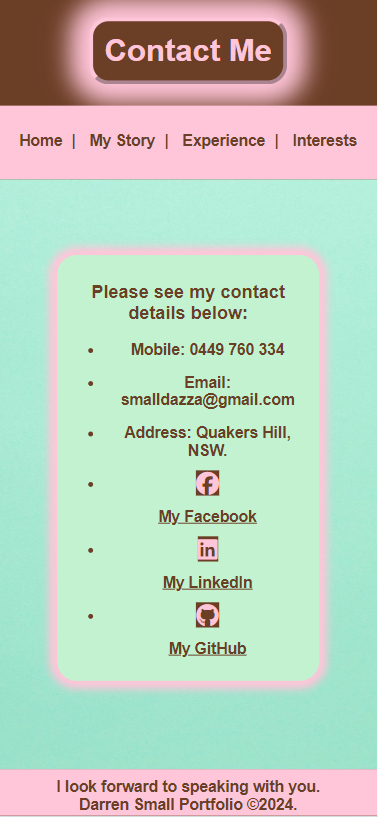 Contact Me
Home | My Story | Experience | Interests
Please see my contact
details below:
• Mobile: 0449 760 334
• Email:
smalldazza@gmail.com
• Address: Quakers Hill,
NSW.
My Facebook
in
My LinkedIn
My GitHub
I look forward to speaking with you.
Darren Small Portfolio ©2024.